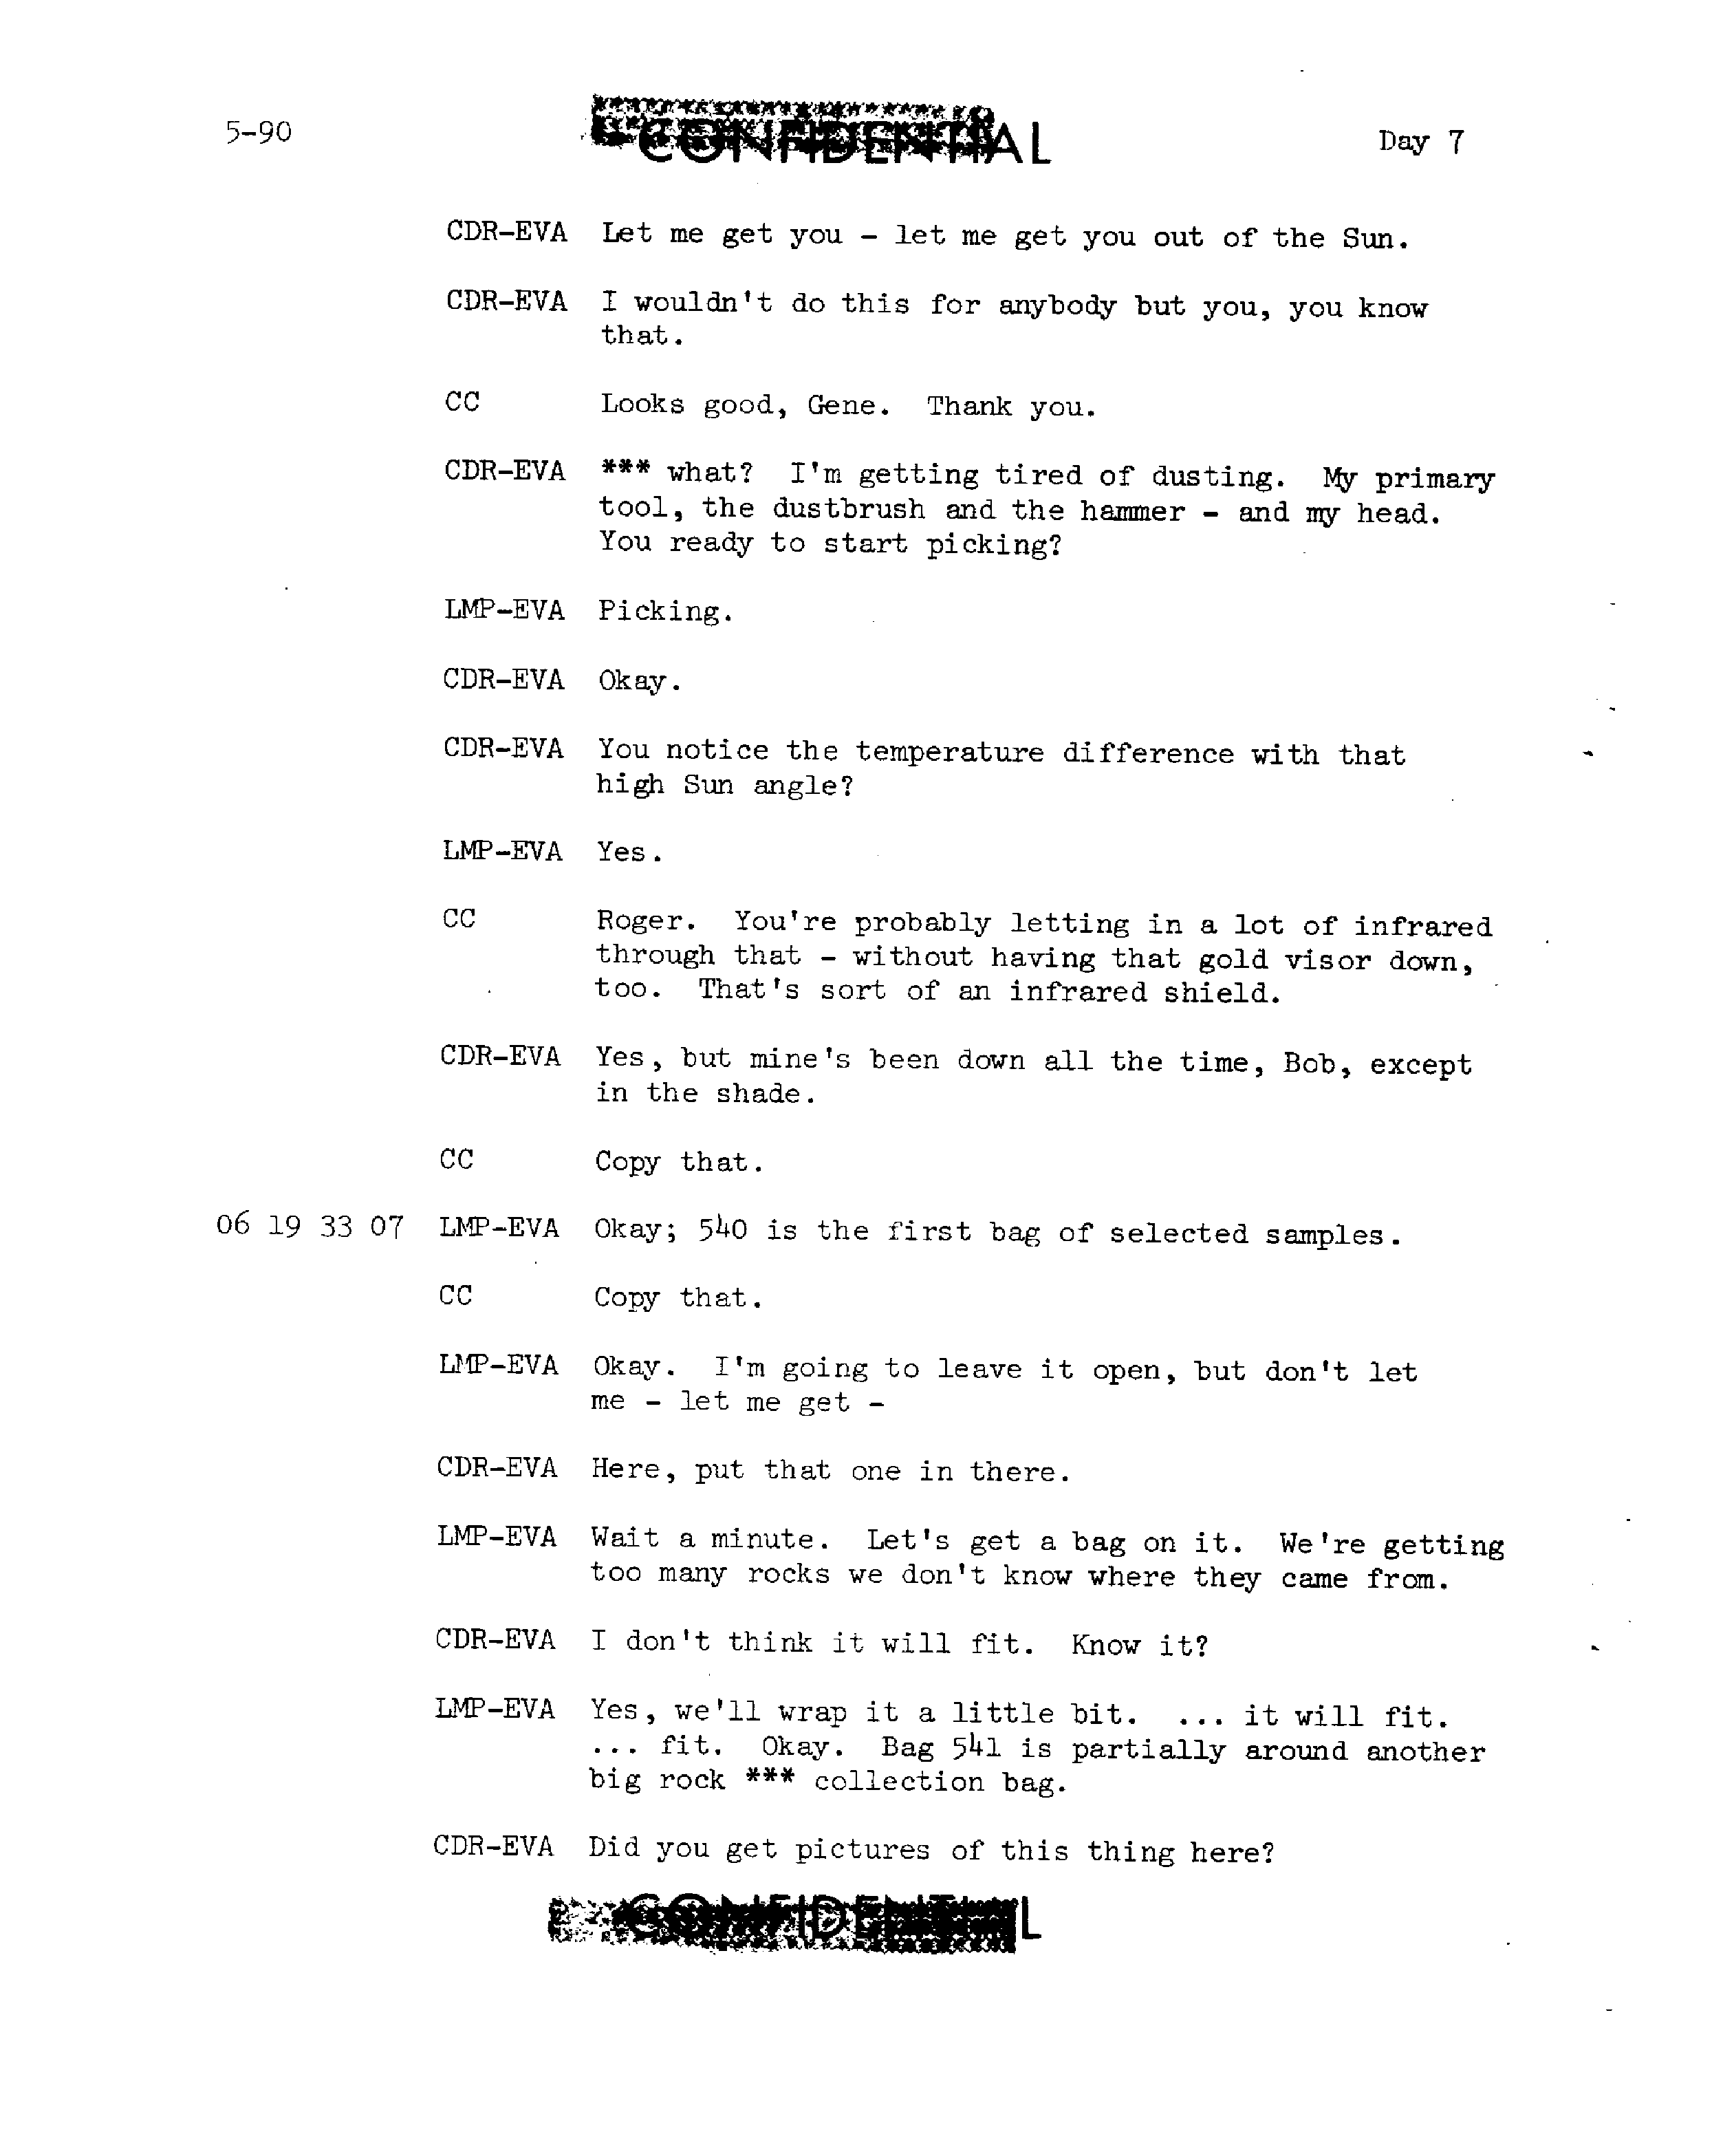 5-90
CONFIDENTIAL
Day 7
CDR-EVA Let me get you - let me get you out of the Sun.
CDR-EVA I wouldn't do this for anybody but you, you know
that.
CC Looks good, Gene. Thank you.
CDR-EVA *** what? I'm getting tired of dusting. My primary
tool, the dustbrush and the hammer - and my head.
You ready to start picking?
LMP-EVA Picking.
CDR-EVA Okay.
CDR-EVA You notice the temperature difference with that
high Sun angle?
LMP-EVA Yes.
CC Roger. You're probably letting in a lot of infrared
through that - without having that gold visor down,
too. That's sort of an infrared shield.
CDR-EVA Yes, but mine's been down all the time, Bob, except
in the shade.
CC Copy that.
06 19 33 07 LMP-EVA Okay; 540 is the first bag of selected samples.
CC Copy that.
LMP-EVA Okay. I'm going to leave it open, but don't let
me - let me get -
CDR-EVA Here, put that one in there.
LMP-EVA Wait a minute. Let's get a bag on it. We're getting
too many rocks we don't know where they came from.
CDR-EVA I don't think it will fit. Know it?
LMP-EVA Yes, we'll wrap it a little bit. ... it will fit.
... fit. Okay. Bag 541 is partially around another
big rock *** collection bag.
CDR-EVA Did you get pictures of this thing here?
CONFIDENTIAL